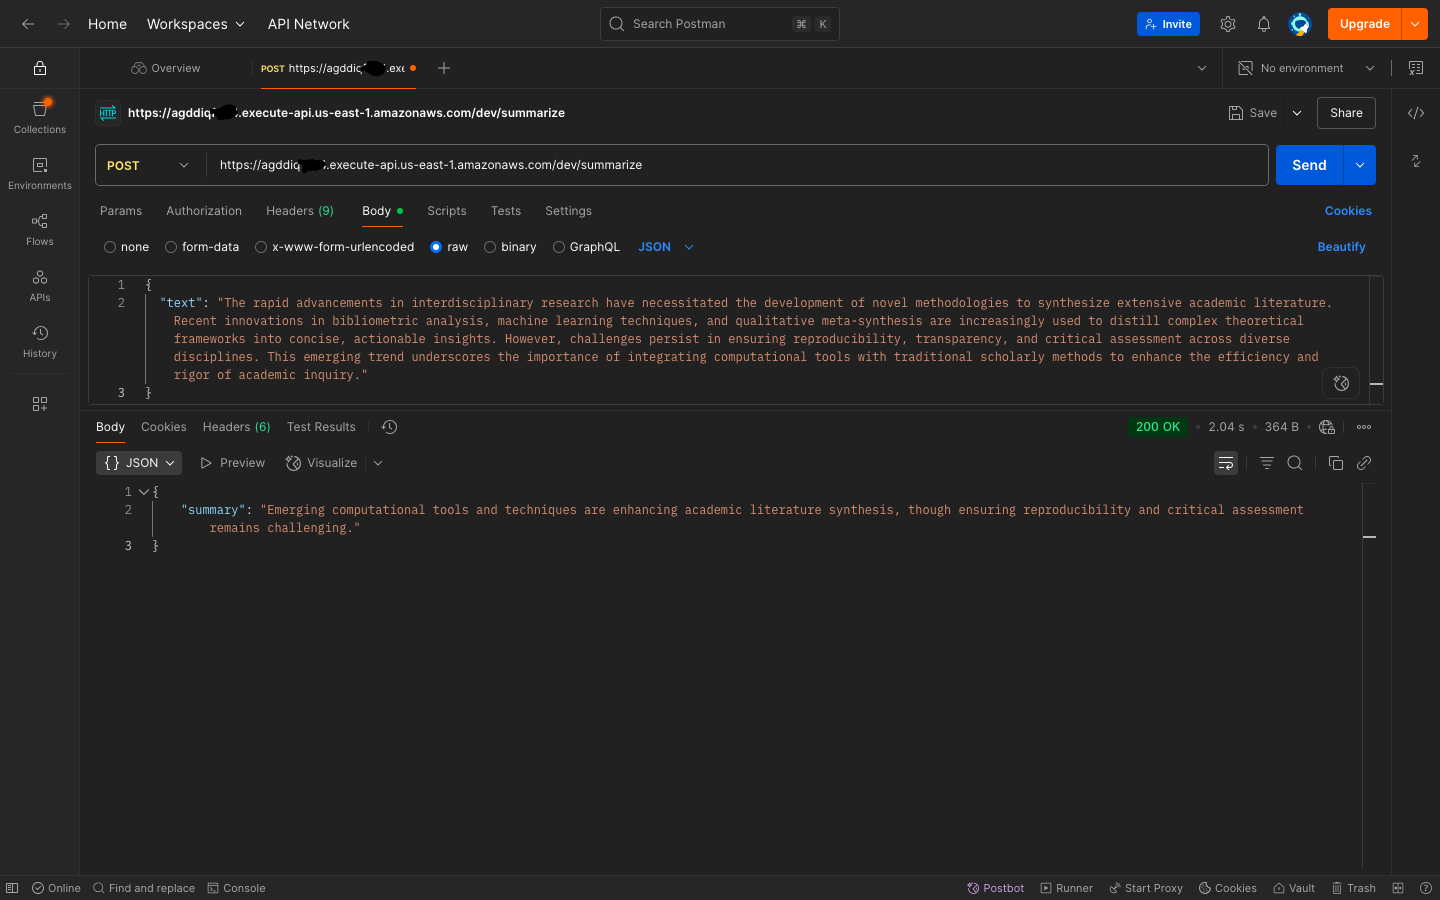 Home Workspaces API Network Search Postman ⌘ K Invite Upgrade
Overview POST https://agddiq .exe No environment
HTTP https://agddiq .execute-api.us-east-1.amazonaws.com/dev/summarize Save Share
Collections
POST https://agddiq .execute-api.us-east-1.amazonaws.com/dev/summarize Send
Environments
Params Authorization Headers (9) Body Scripts Tests Settings Cookies
Flows
none form-data x-www-form-urlencoded raw binary GraphQL JSON Beautify
APIs
History
1 {
2 "text": "The rapid advancements in interdisciplinary research have necessitated the development of novel methodologies to synthesize extensive academic literature.
Recent innovations in bibliometric analysis, machine learning techniques, and qualitative meta-synthesis are increasingly used to distill complex theoretical
frameworks into concise, actionable insights. However, challenges persist in ensuring reproducibility, transparency, and critical assessment across diverse
disciplines. This emerging trend underscores the importance of integrating computational tools with traditional scholarly methods to enhance the efficiency and
rigor of academic inquiry."
3 }
Body Cookies Headers (6) Test Results 200 OK • 2.04 s • 364 B •
{ } JSON Preview Visualize
1 {
2 "summary": "Emerging computational tools and techniques are enhancing academic literature synthesis, though ensuring reproducibility and critical assessment
remains challenging."
3 }
Online Find and replace Console Postbot Runner Start Proxy Cookies Vault Trash